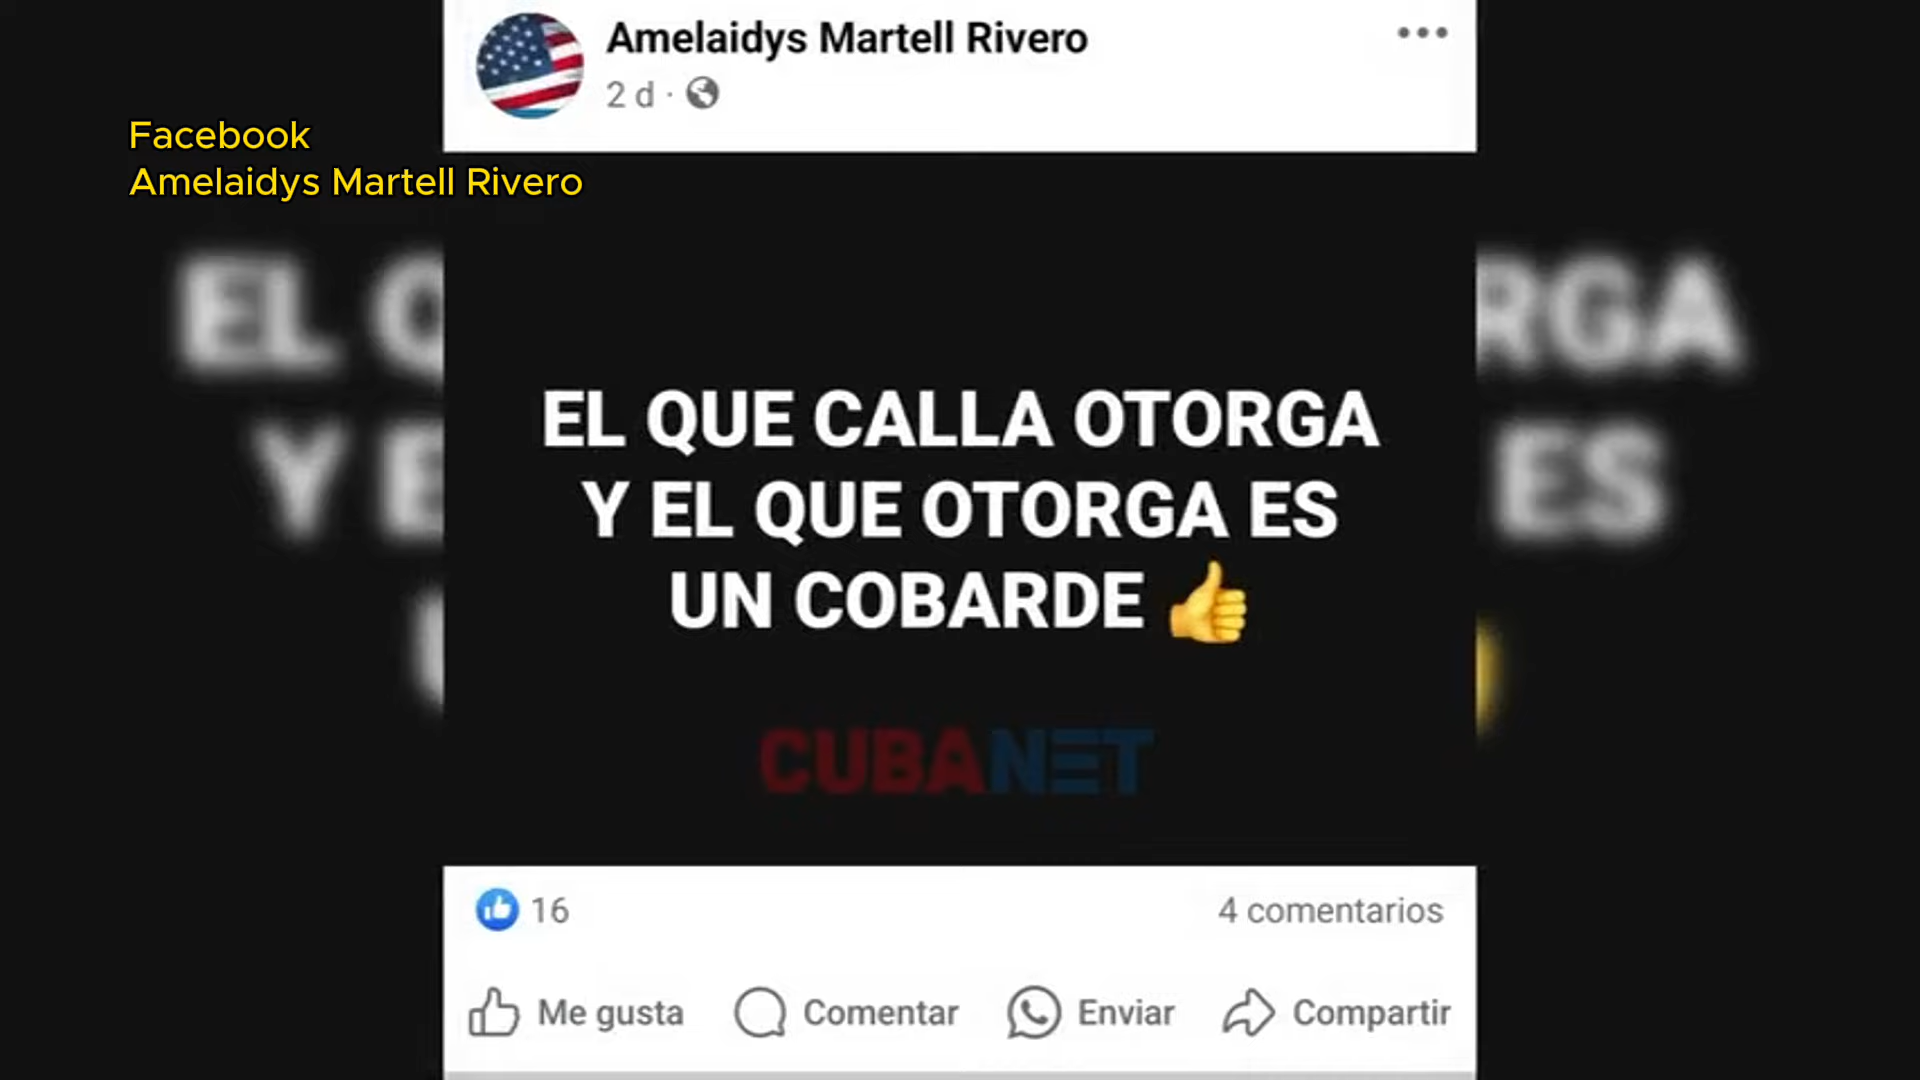 Amelaidys Martell Rivero
2 d ·
Facebook
Amelaidys Martell Rivero
EL QUE CALLA OTORGA
Y EL QUE OTORGA ES
UN COBARDE 👍
CUBANET
16
4 comentarios
Me gusta
Comentar
Enviar
Compartir